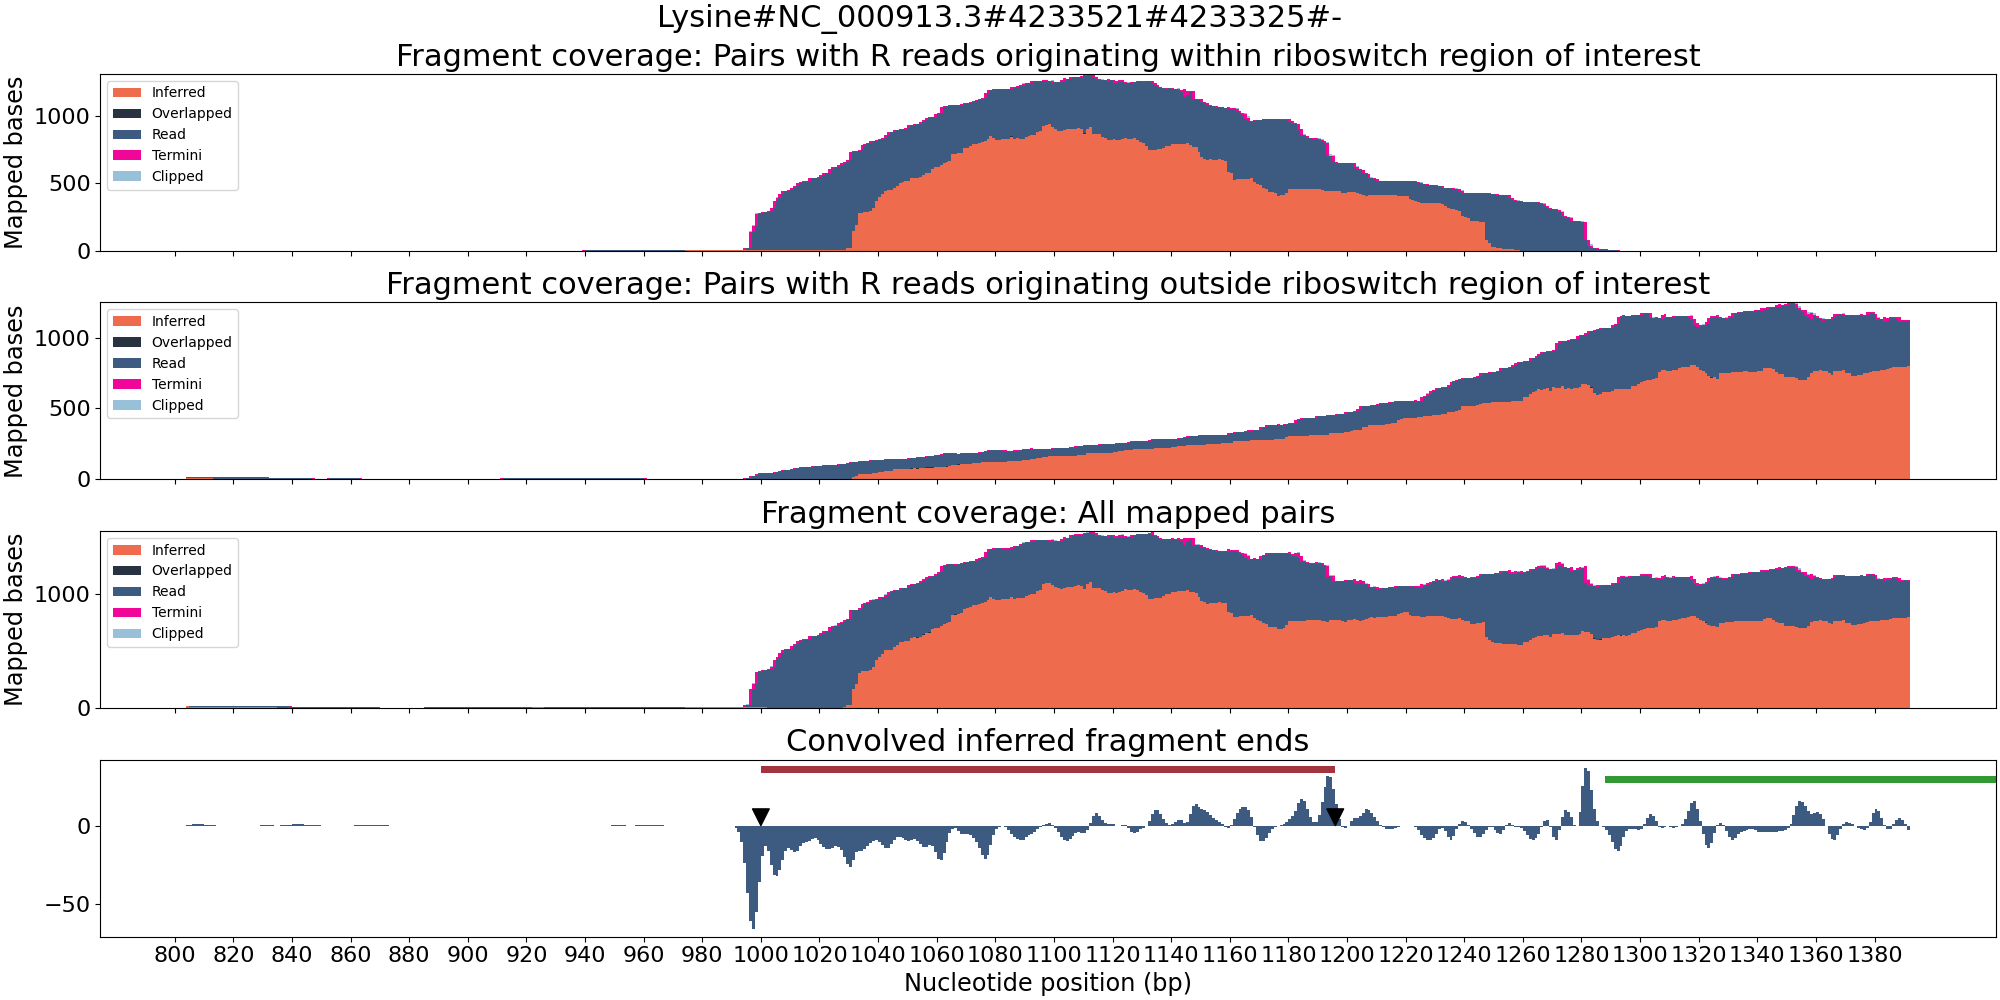 Lysine#NC_000913.3#4233521#4233325#-
Fragment coverage: Pairs with R reads originating within riboswitch region of interest
Mapped bases
1000
500
0
Inferred
Overlapped
Read
Termini
Clipped
Fragment coverage: Pairs with R reads originating outside riboswitch region of interest
Mapped bases
1000
500
0
Inferred
Overlapped
Read
Termini
Clipped
Fragment coverage: All mapped pairs
Mapped bases
1000
0
Inferred
Overlapped
Read
Termini
Clipped
Convolved inferred fragment ends
0
−50
800 820 840 860 880 900 920 940 960 980 1000 1020 1040 1060 1080 1100 1120 1140 1160 1180 1200 1220 1240 1260 1280 1300 1320 1340 1360 1380
Nucleotide position (bp)